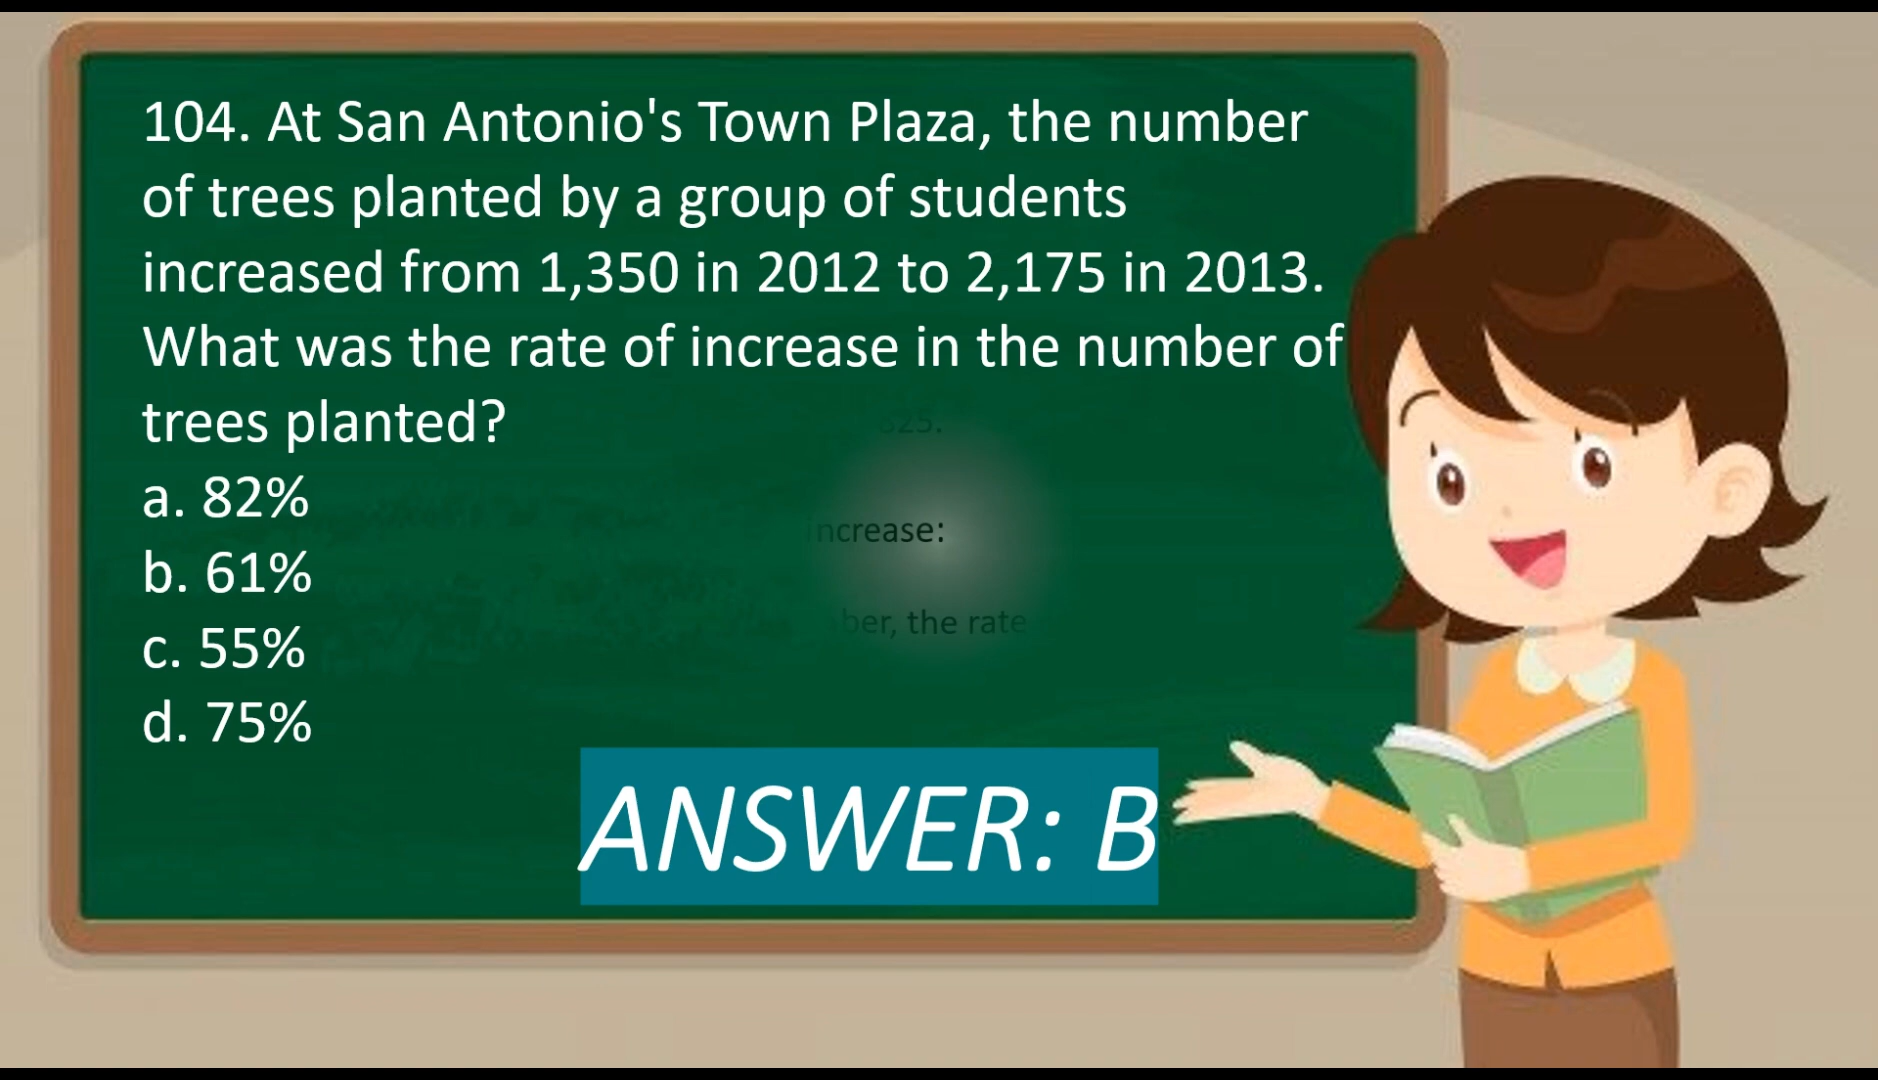 104. At San Antonio's Town Plaza, the number
of trees planted by a group of students
increased from 1,350 in 2012 to 2,175 in 2013.
What was the rate of increase in the number of
trees planted?
825.
a. 82%
ncrease:
b. 61%
ber, the rate
c. 55%
d. 75%
ANSWER: B